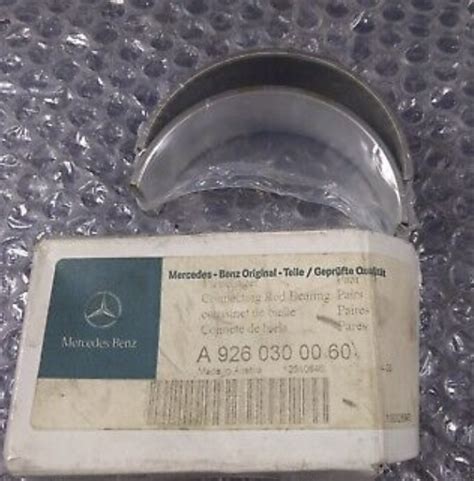 Mercedes-Benz Original-Teile / Geprüfte Qualität
Connecting Rod Bearing Pairs
coussinet de bielle Paires
Cojinete de biela Pares
Mercedes Benz
A 926 030 00 60
Made in